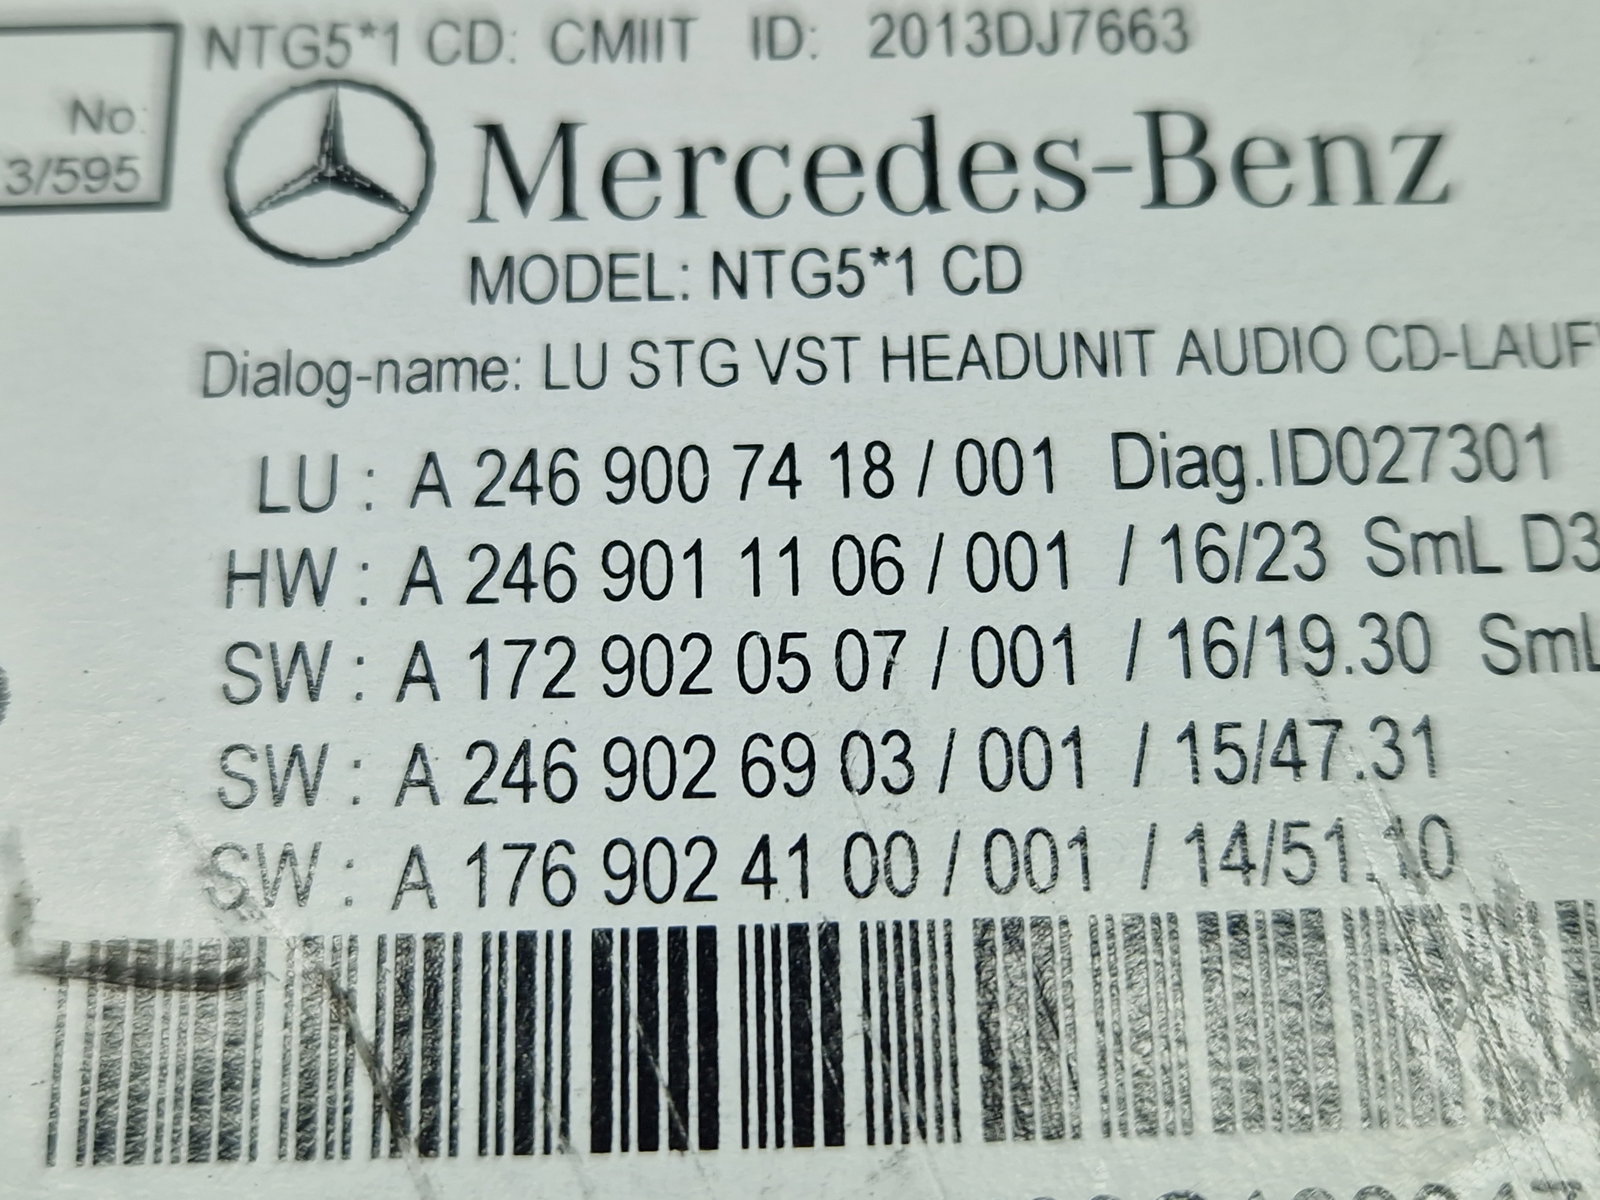 NTG5*1 CD: CMIIT ID: 2013DJ7663
No:
3/595
Mercedes-Benz
MODEL: NTG5*1 CD
Dialog-name: LU STG VST HEADUNIT AUDIO CD-LAUF
LU : A 246 900 74 18 / 001 Diag.ID027301
HW : A 246 901 11 06 / 001 / 16/23 SmL D3
SW : A 172 902 05 07 / 001 / 16/19.30 SmL
SW : A 246 902 69 03 / 001 / 15/47.31
SW : A 176 902 41 00 / 001 / 14/51.10